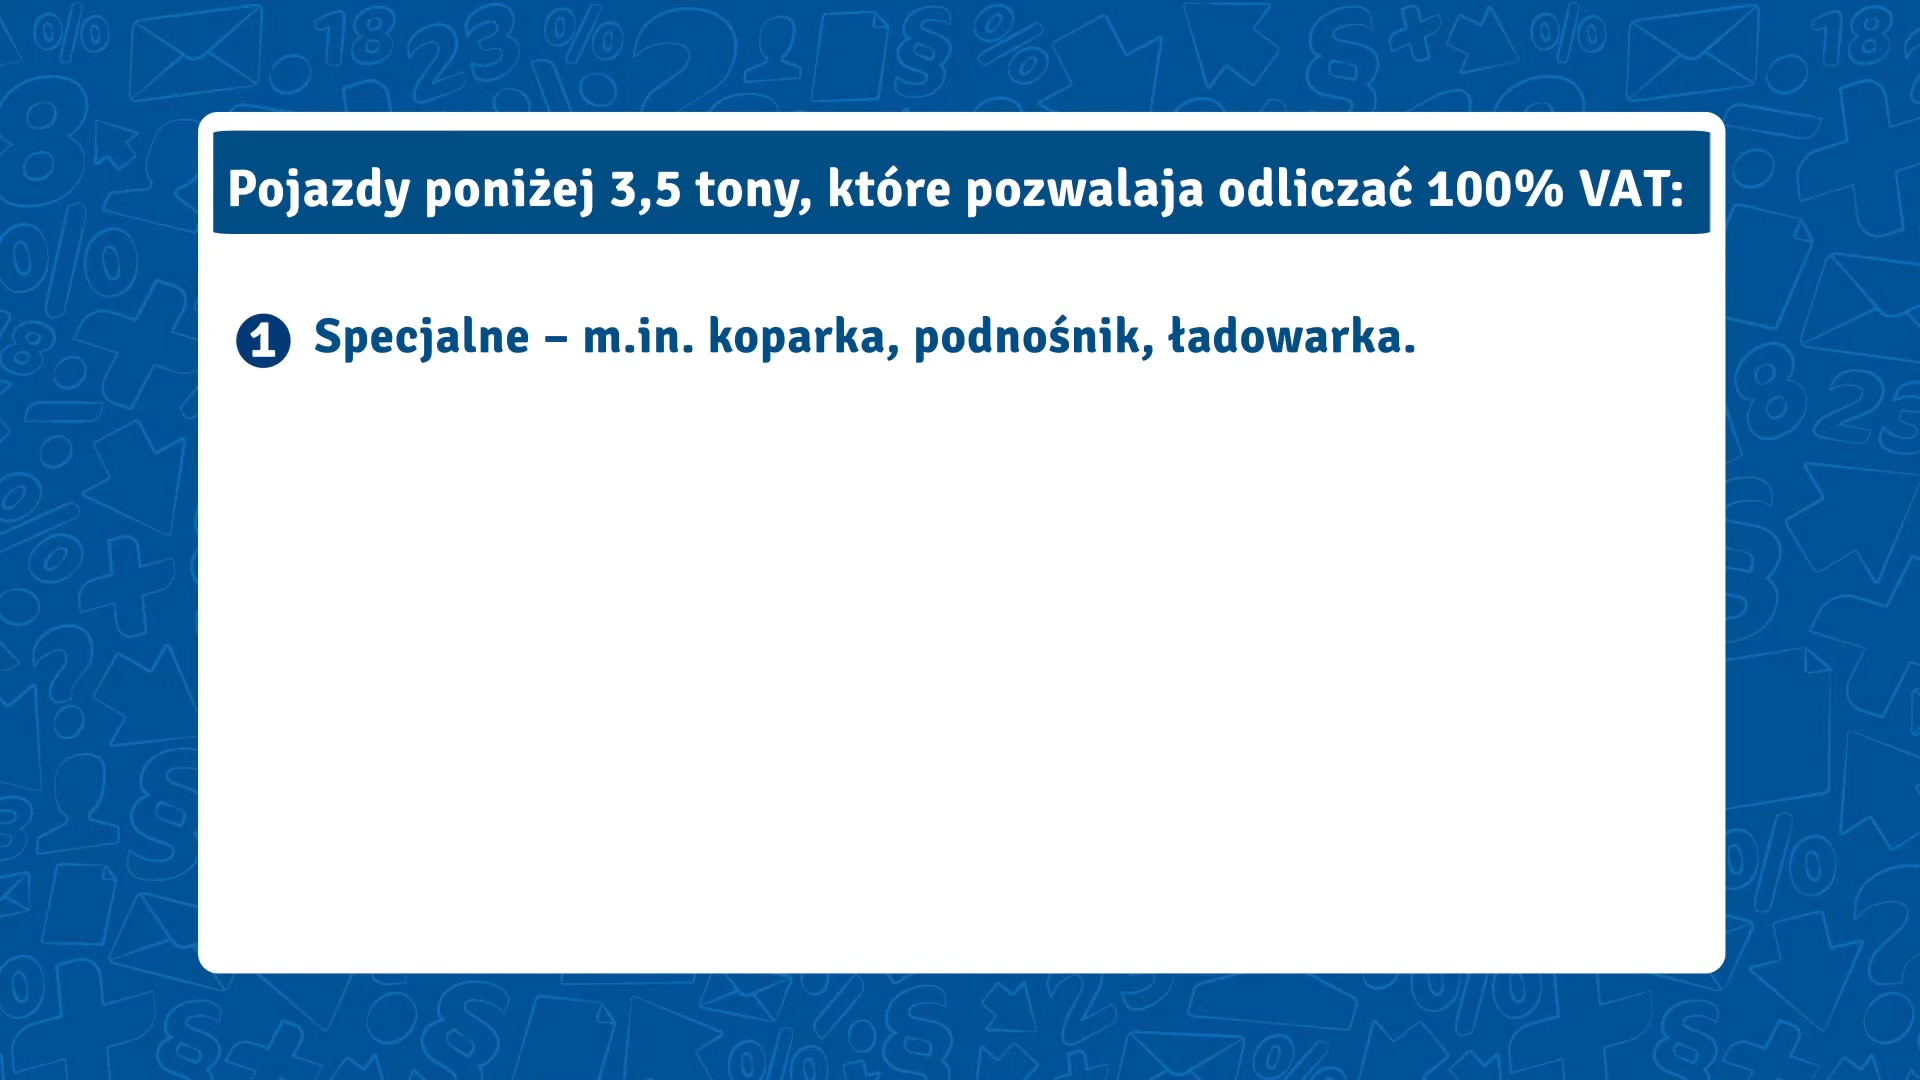 Pojazdy poniżej 3,5 tony, które pozwalaja odliczać 100% VAT:
1 Specjalne – m.in. koparka, podnośnik, ładowarka.